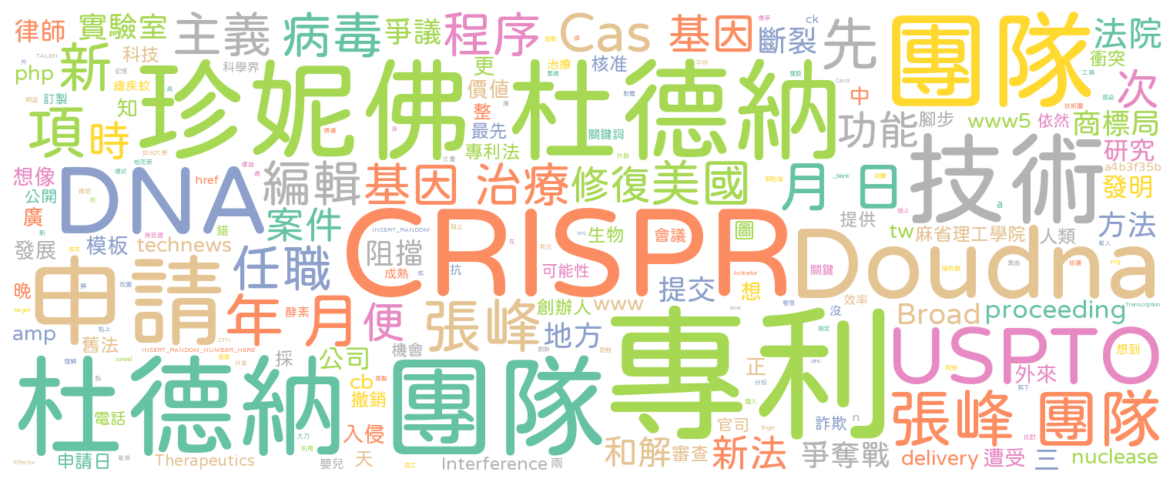 律師
實驗室
主義
病毒
爭議
程序
Cas
基因
斷裂
ck
先
團隊
法院
衝突
科技
科學界
php
新
珍妮佛
杜德納
更
價值
治療
核准
中
次
瘧疾蚊
訂製
知
整
最先
專利法
關鍵詞
功能
腳步
www5
依然
商標局
項
時
想像
公開
href
DNA
編輯
基因 治療
修復
美國
月 日
技術
研究
a4b3f35b
發明
廣
案件
模板
technews
發展
INSERT_RANDOM
阻擋
成熟
抗
CRISPR
生物
會議
圖
可能性
提供
tw
麻省理工學院
人類
a
方法
關鍵
Doudna
任職
提交
想
晚
申請
年 月
便
張峰
創辦人
www
地方
沒
效率
Broad
proceeding
amp
舊法
酵素
INSERT_RANDOM_NUMBER_HERE
採
公司
機會
專利
USPTO
想到
外來
正
杜德納 團隊
cb
撤銷
電話
入侵
天
嬰兒
申請日
Therapeutics
Interference
兩
和解
審查
官司
新法
詐欺
n
爭奪戰
張峰 團隊
delivery
遭受
三
nuclease